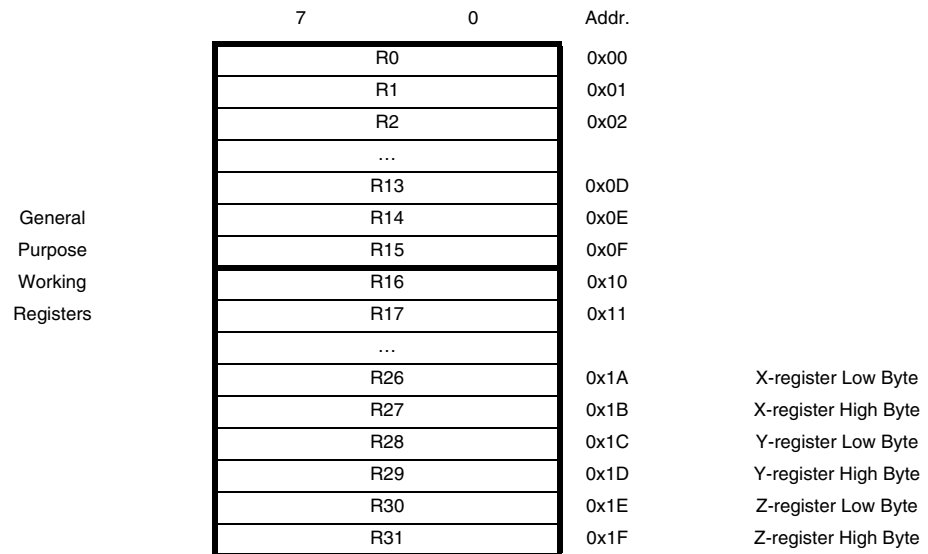 7 0 Addr.
R0 0x00
R1 0x01
R2 0x02
…
R13 0x0D
General R14 0x0E
Purpose R15 0x0F
Working R16 0x10
Registers R17 0x11
…
R26 0x1A X-register Low Byte
R27 0x1B X-register High Byte
R28 0x1C Y-register Low Byte
R29 0x1D Y-register High Byte
R30 0x1E Z-register Low Byte
R31 0x1F Z-register High Byte